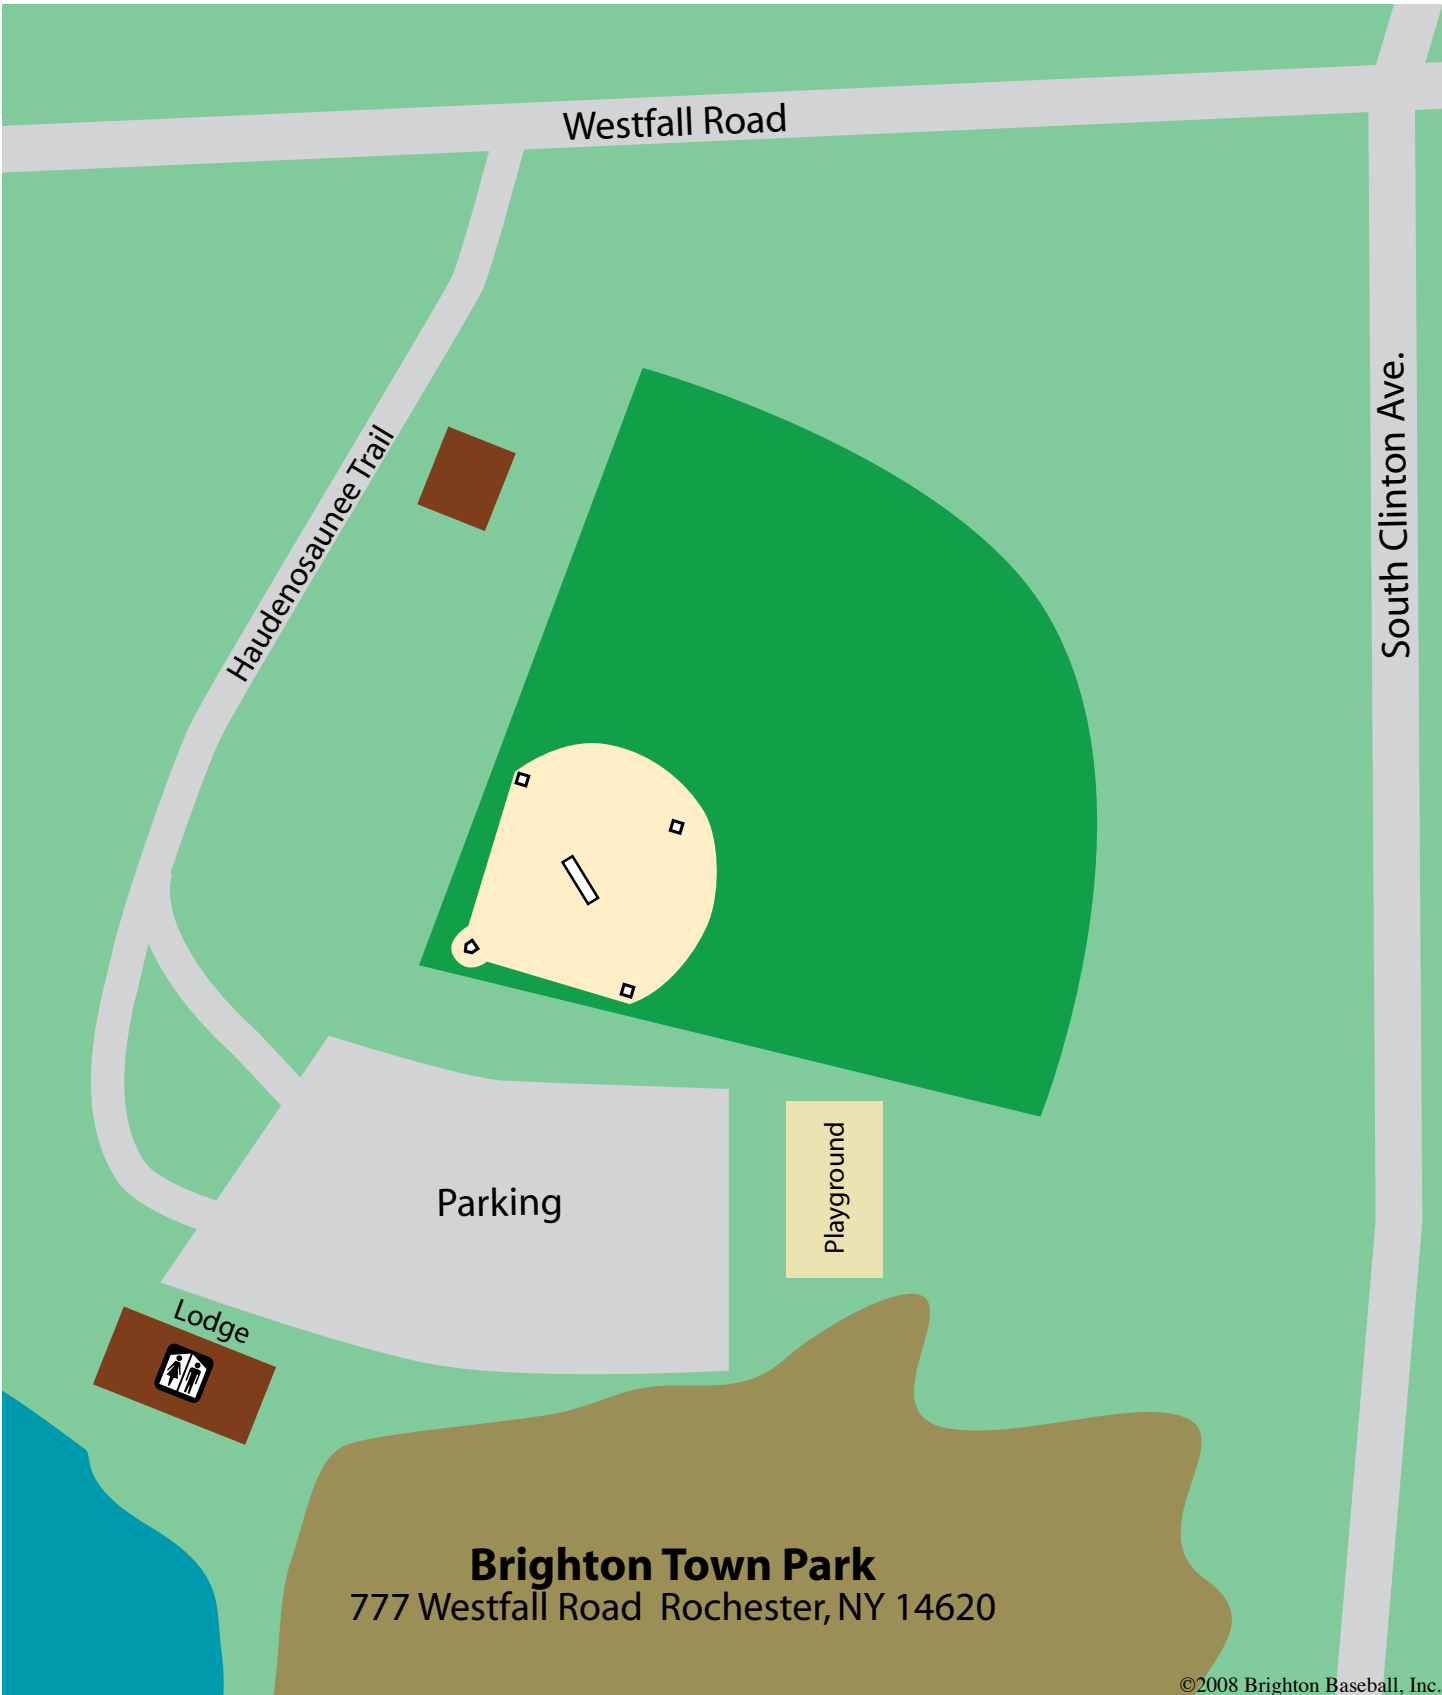 Westfall Road
South Clinton Ave.
Haudenosaunee Trail
Playground
Parking
Lodge
Brighton Town Park
777 Westfall Road  Rochester, NY 14620
©2008 Brighton Baseball, Inc.